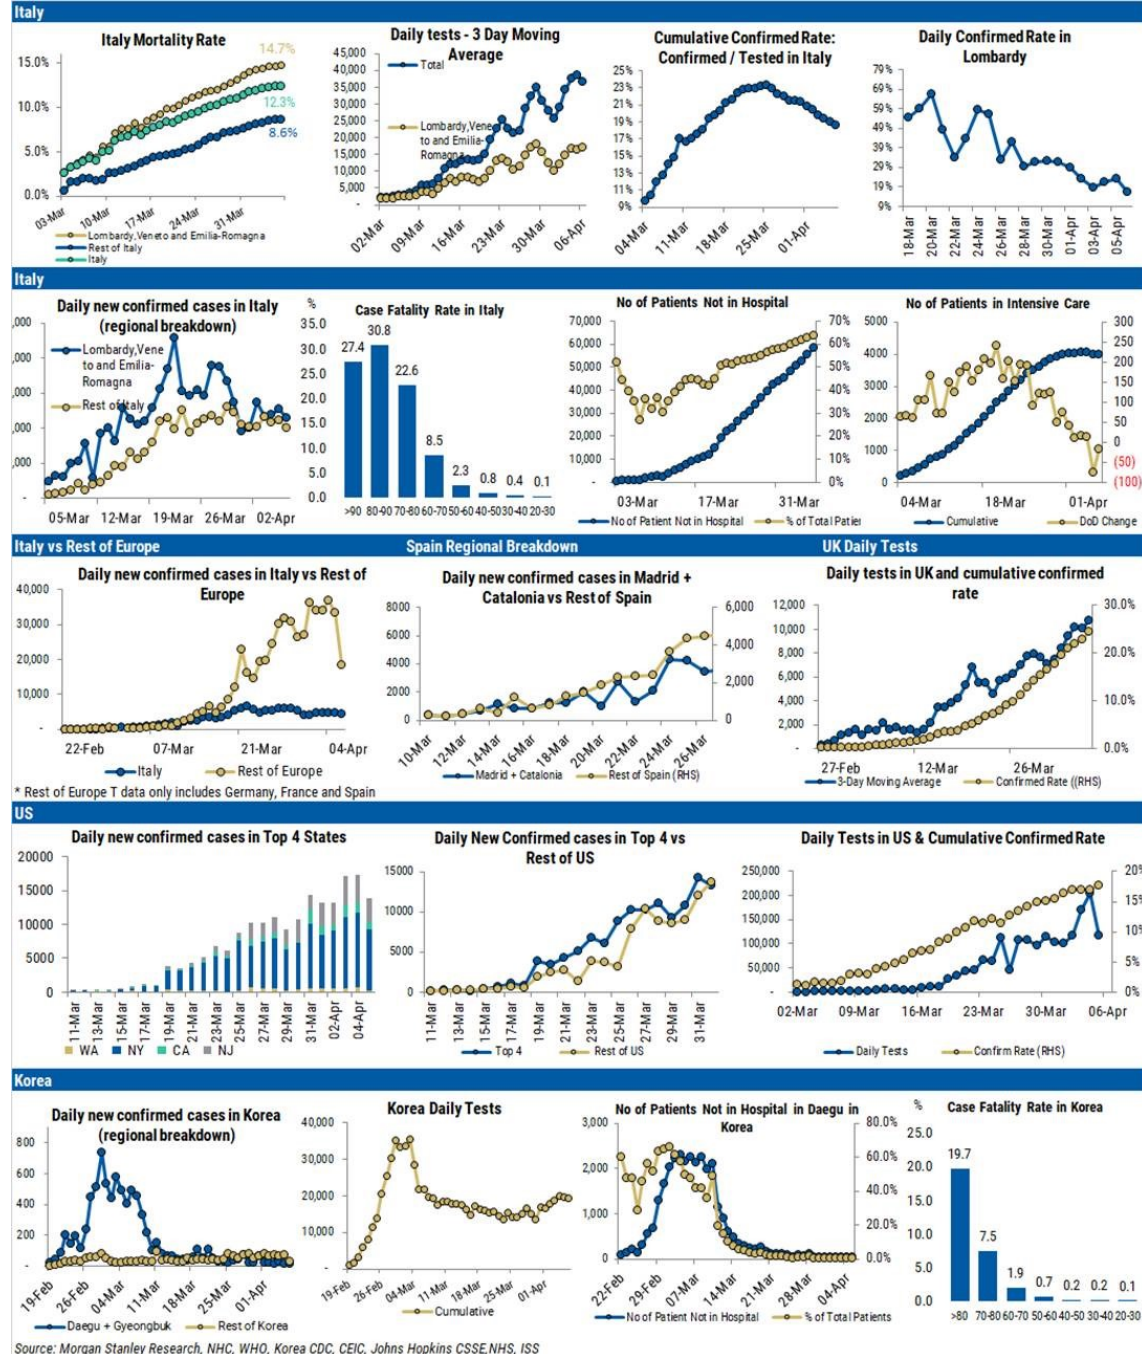 Italy
Italy Mortality Rate
14.7%
15.0%
12.3%
10.0%
8.6%
5.0%
0.0%
03-Mar
10-Mar
17-Mar
24-Mar
31-Mar
Lombardy,Veneto and Emilia-Romagna
Rest of Italy
Italy
Daily tests - 3 Day Moving
Average
45,000
40,000
35,000
30,000
25,000
20,000
15,000
10,000
5,000
-
Total
Lombardy,Vene
to and Emilia-
Romagna
02-Mar
09-Mar
16-Mar
23-Mar
30-Mar
06-Apr
Cumulative Confirmed Rate:
Confirmed / Tested in Italy
25%
23%
21%
19%
17%
15%
13%
11%
9%
04-Mar
11-Mar
18-Mar
25-Mar
01-Apr
Daily Confirmed Rate in
Lombardy
79%
69%
59%
49%
39%
29%
19%
9%
18-Mar
20-Mar
22-Mar
24-Mar
26-Mar
28-Mar
30-Mar
01-Apr
03-Apr
05-Apr
Italy
Daily new confirmed cases in Italy
(regional breakdown)
,000
,000
,000
,000
,000
-
Lombardy,Vene
to and Emilia-
Romagna
Rest of Italy
05-Mar
12-Mar
19-Mar
26-Mar
02-Apr
%
Case Fatality Rate in Italy
35.0
30.0
25.0
20.0
15.0
10.0
5.0
0.0
27.4
30.8
22.6
8.5
2.3
0.8
0.4
0.1
>90
80-90
70-80
60-70
50-60
40-50
30-40
20-30
No of Patients Not in Hospital
70,000
60,000
50,000
40,000
30,000
20,000
10,000
-
70%
60%
50%
40%
30%
20%
10%
0%
03-Mar
17-Mar
31-Mar
No of Patient Not in Hospital
% of Total Patier
No of Patients in Intensive Care
5000
4000
3000
2000
1000
0
300
250
200
150
100
50
0
(50)
(100)
04-Mar
18-Mar
01-Apr
Cumulative
DoD Change
Italy vs Rest of Europe
Spain Regional Breakdown
UK Daily Tests
Daily new confirmed cases in Italy vs Rest of
Europe
40,000
30,000
20,000
10,000
-
22-Feb
07-Mar
21-Mar
04-Apr
Italy
Rest of Europe
* Rest of Europe T data only includes Germany, France and Spain
Daily new confirmed cases in Madrid +
Catalonia vs Rest of Spain
8000
6000
4000
2000
0
6,000
4,000
2,000
0
10-Mar
12-Mar
14-Mar
16-Mar
18-Mar
20-Mar
22-Mar
24-Mar
26-Mar
Madrid + Catalonia
Rest of Spain (RHS)
Daily tests in UK and cumulative confirmed
rate
12,000
10,000
8,000
6,000
4,000
2,000
-
30.0%
20.0%
10.0%
0.0%
27-Feb
12-Mar
26-Mar
3-Day Moving Average
Confirmed Rate ((RHS)
US
Daily new confirmed cases in Top 4 States
20000
15000
10000
5000
0
11-Mar
13-Mar
15-Mar
17-Mar
19-Mar
21-Mar
23-Mar
25-Mar
27-Mar
29-Mar
31-Mar
02-Apr
04-Apr
WA
NY
CA
NJ
Daily New Confirmed cases in Top 4 vs
Rest of US
15000
10000
5000
0
11-Mar
13-Mar
15-Mar
17-Mar
19-Mar
21-Mar
23-Mar
25-Mar
27-Mar
29-Mar
31-Mar
Top 4
Rest of US
Daily Tests in US & Cumulative Confirmed Rate
250,000
200,000
150,000
100,000
50,000
-
20%
15%
10%
5%
0%
02-Mar
09-Mar
16-Mar
23-Mar
30-Mar
06-Apr
Daily Tests
Confirm Rate (RHS)
Korea
Daily new confirmed cases in Korea
(regional breakdown)
800
600
400
200
0
19-Feb
26-Feb
04-Mar
11-Mar
18-Mar
25-Mar
01-Apr
Daegu + Gyeongbuk
Rest of Korea
Korea Daily Tests
40,000
30,000
20,000
10,000
-
19-Feb
26-Feb
04-Mar
11-Mar
18-Mar
25-Mar
01-Apr
Cumulative
No of Patients Not in Hospital in Daegu in
Korea
3,000
2,000
1,000
0
80.0%
60.0%
40.0%
20.0%
0.0%
22-Feb
29-Feb
07-Mar
14-Mar
21-Mar
28-Mar
04-Apr
No of Patient Not in Hospital
% of Total Patients
%
Case Fatality Rate in Korea
25.0
20.0
15.0
10.0
5.0
0.0
19.7
7.5
1.9
0.7
0.2
0.2
0.1
>80
70-80
60-70
50-60
40-50
30-40
20-30
Source: Morgan Stanley Research, NHC, WHO, Korea CDC, CEIC, Johns Hopkins CSSE,NHS, ISS